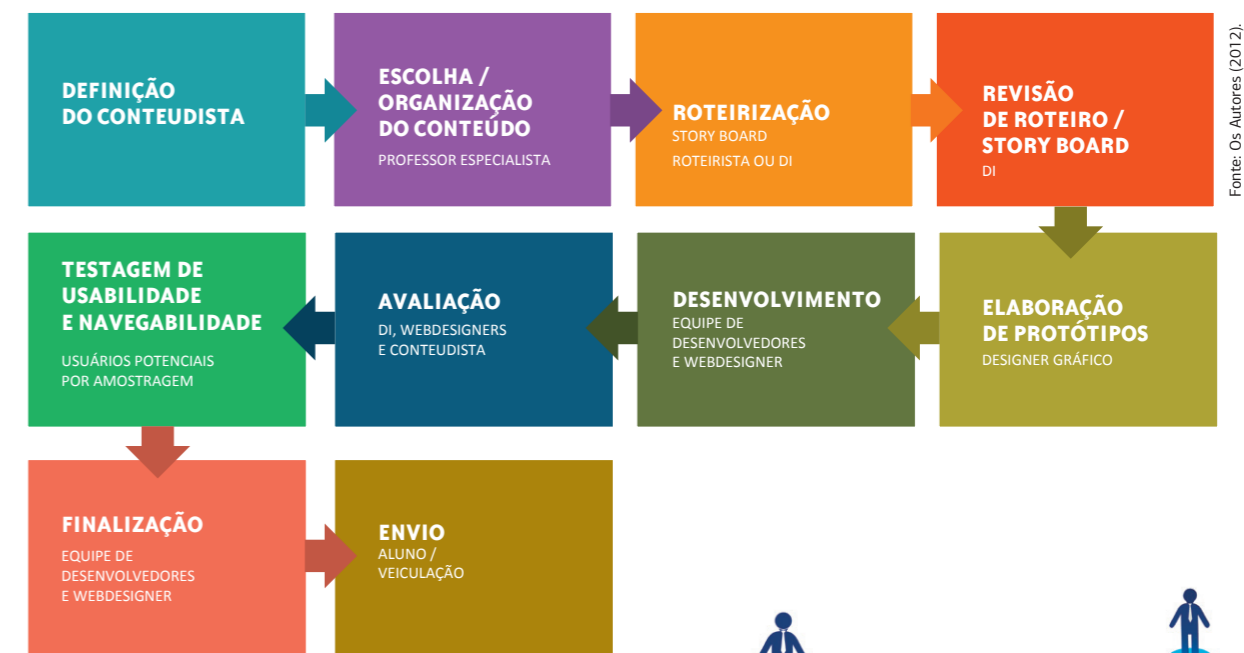 DEFINIÇÃO
DO CONTEUDISTA
ESCOLHA /
ORGANIZAÇÃO
DO CONTEÚDO
PROFESSOR ESPECIALISTA
ROTEIRIZAÇÃO
STORY BOARD
ROTEIRISTA OU DI
REVISÃO
DE ROTEIRO /
STORY BOARD
DI
ELABORAÇÃO
DE PROTÓTIPOS
DESIGNER GRÁFICO
DESENVOLVIMENTO
EQUIPE DE
DESENVOLVEDORES
E WEBDESIGNER
AVALIAÇÃO
DI, WEBDESIGNERS
E CONTEUDISTA
TESTAGEM DE
USABILIDADE
E NAVEGABILIDADE
USUÁRIOS POTENCIAIS
POR AMOSTRAGEM
FINALIZAÇÃO
EQUIPE DE
DESENVOLVEDORES
E WEBDESIGNER
ENVIO
ALUNO /
VEICULAÇÃO
Fonte: Os Autores (2012).